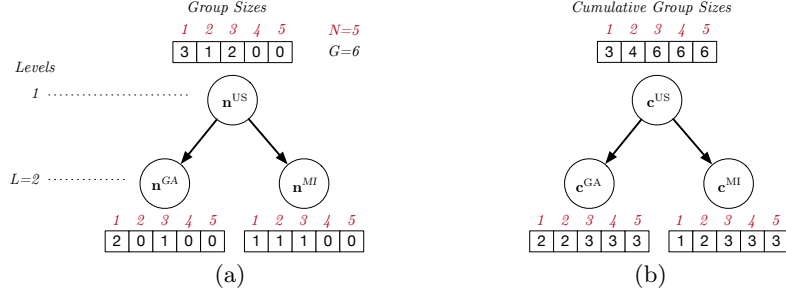 Group Sizes
1 2 3 4 5 N=5
3 1 2 0 0 G=6
Levels
1
n^US
L=2
n^GA n^MI
1 2 3 4 5 1 2 3 4 5
2 0 1 0 0 1 1 1 0 0
(a)
Cumulative Group Sizes
1 2 3 4 5
3 4 6 6 6
c^US
c^GA c^MI
1 2 3 4 5 1 2 3 4 5
2 2 3 3 3 1 2 3 3 3
(b)